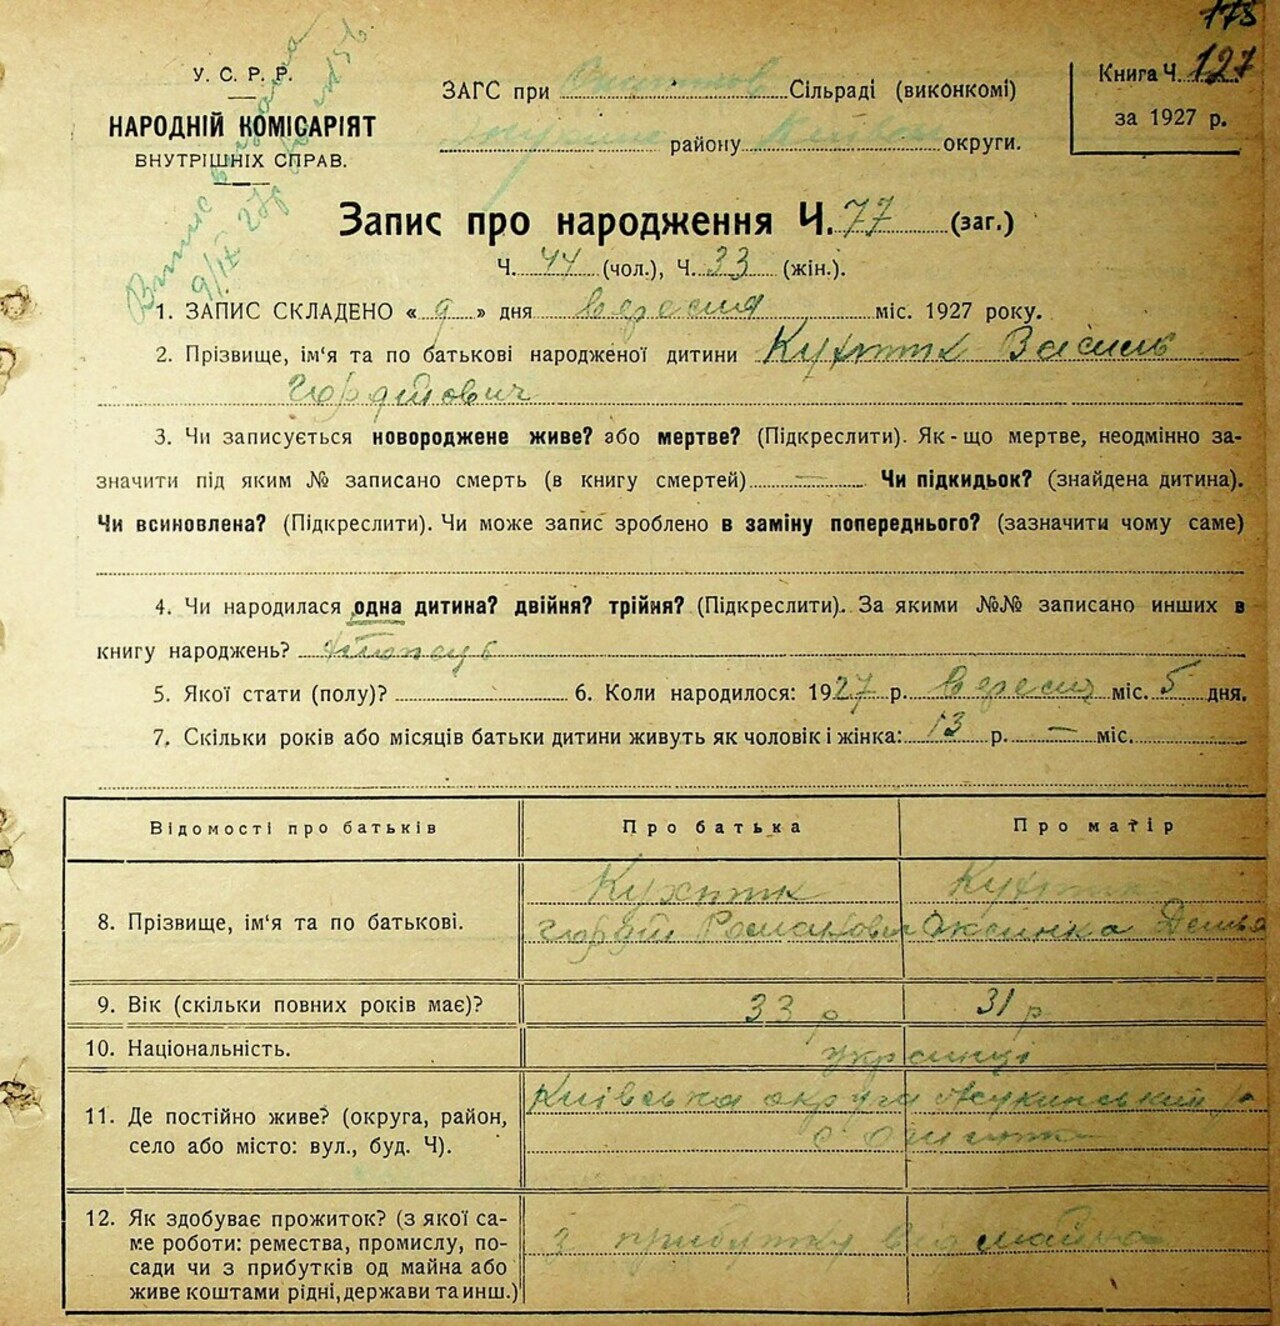 178
127
У. С. Р. Р.
НАРОДНІЙ КОМІСАРІЯТ
ВНУТРІШНІХ СПРАВ.
ЗАГС при Сільраді (виконкомі)
району округи.
Книга Ч.
за 1927 р.
Запис про народження Ч. 77 (заг.)
Ч. 44 (чол.), Ч. 33 (жін.).
1. ЗАПИС СКЛАДЕНО « 9 » дня вересня міс. 1927 року.
2. Прізвище, ім'я та по батькові народженої дитини Кухтик Василь
Гордійович
3. Чи записується новороджене живе? або мертве? (Підкреслити). Як-що мертве, неодмінно за-
значити під яким № записано смерть (в книгу смертей) — Чи підкидьок? (знайдена дитина).
Чи всиновлена? (Підкреслити). Чи може запис зроблено в заміну попереднього? (зазначити чому саме)
4. Чи народилася одна дитина? двійня? трійня? (Підкреслити). За якими №№ записано инших в
книгу народжень? Хлопець
5. Якої стати (полу)? 6. Коли народилося: 1927 р. вересня міс. 5 дня.
7. Скільки років або місяців батьки дитини живуть як чоловік і жінка: 13 р. — міс.
Відомості про батьків Про батька Про матір
Кухтик Кухтик
8. Прізвище, ім'я та по батькові. Гордій Романович Оксинка
9. Вік (скільки повних років має)? 33 р 31 р
10. Національність. українці
11. Де постійно живе? (округа, район,
село або місто: вул., буд. Ч).
Київська округа
12. Як здобуває прожиток? (з якої са-
ме роботи: ремества, промислу, по-
сади чи з прибутків од майна або
живе коштами рідні, держави та инш.)
з прибутку від майна